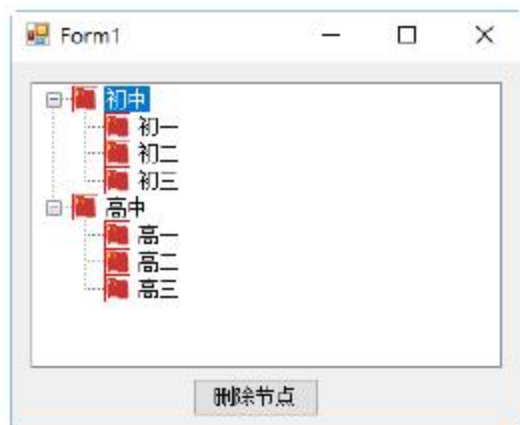 Form1
初中
初一
初二
初三
高中
高一
高二
高三
删除节点